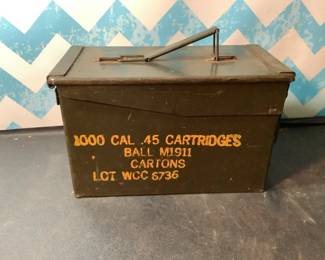 1000 CAL .45 CARTRIDGES
BALL M1911
CARTONS
LOT WCC 6736